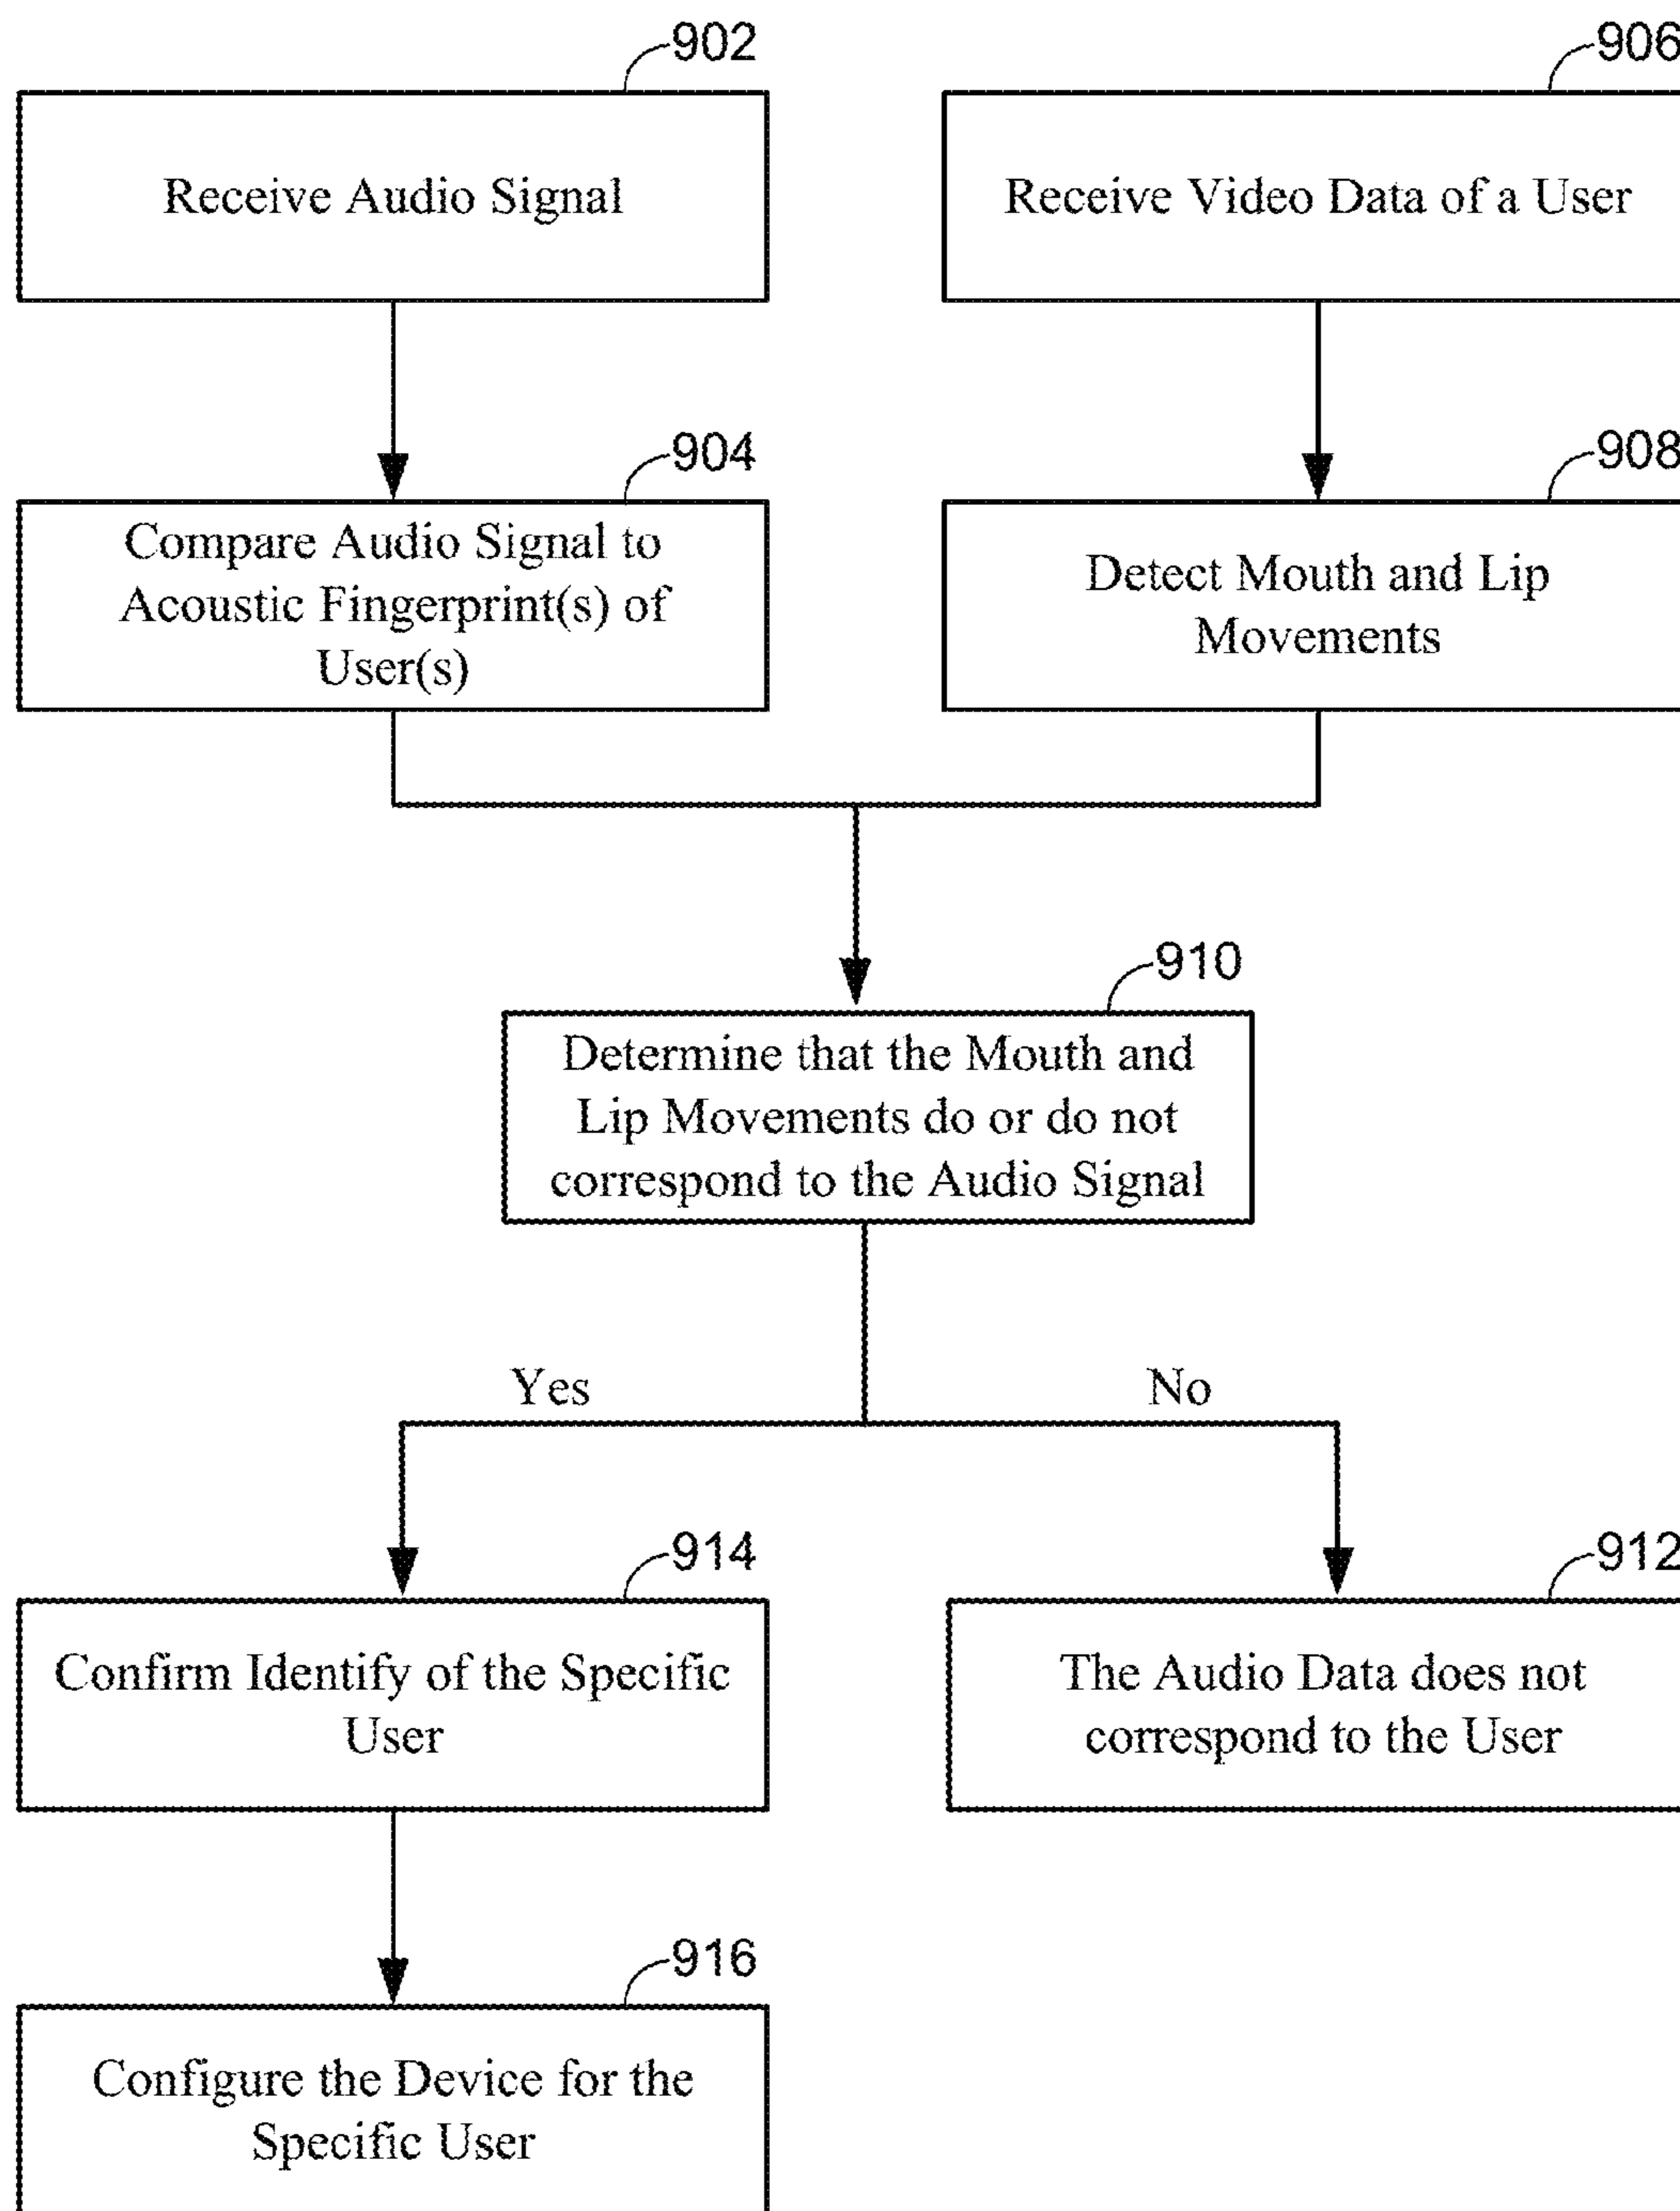 902
Receive Audio Signal
906
Receive Video Data of a User
904
Compare Audio Signal to
Acoustic Fingerprint(s) of
User(s)
908
Detect Mouth and Lip
Movements
910
Determine that the Mouth and
Lip Movements do or do not
correspond to the Audio Signal
Yes
No
914
Confirm Identify of the Specific
User
912
The Audio Data does not
correspond to the User
916
Configure the Device for the
Specific User